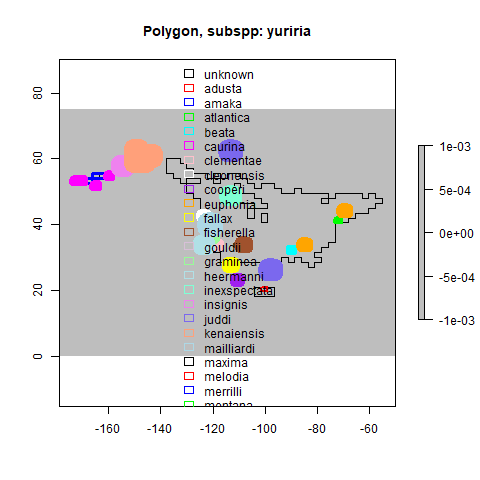 Polygon, subspp: yuriria
unknown
adusta
amaka
atlantica
beata
caurina
clementae
cleonensis
cooperi
euphonia
fallax
fisherella
gouldii
graminea
heermanni
inexspectata
insignis
juddi
kenaiensis
mailliardi
maxima
melodia
merrilli
montana
80
60
40
20
0
-160
-140
-120
-100
-80
-60
1e-03
5e-04
0e+00
-5e-04
-1e-03